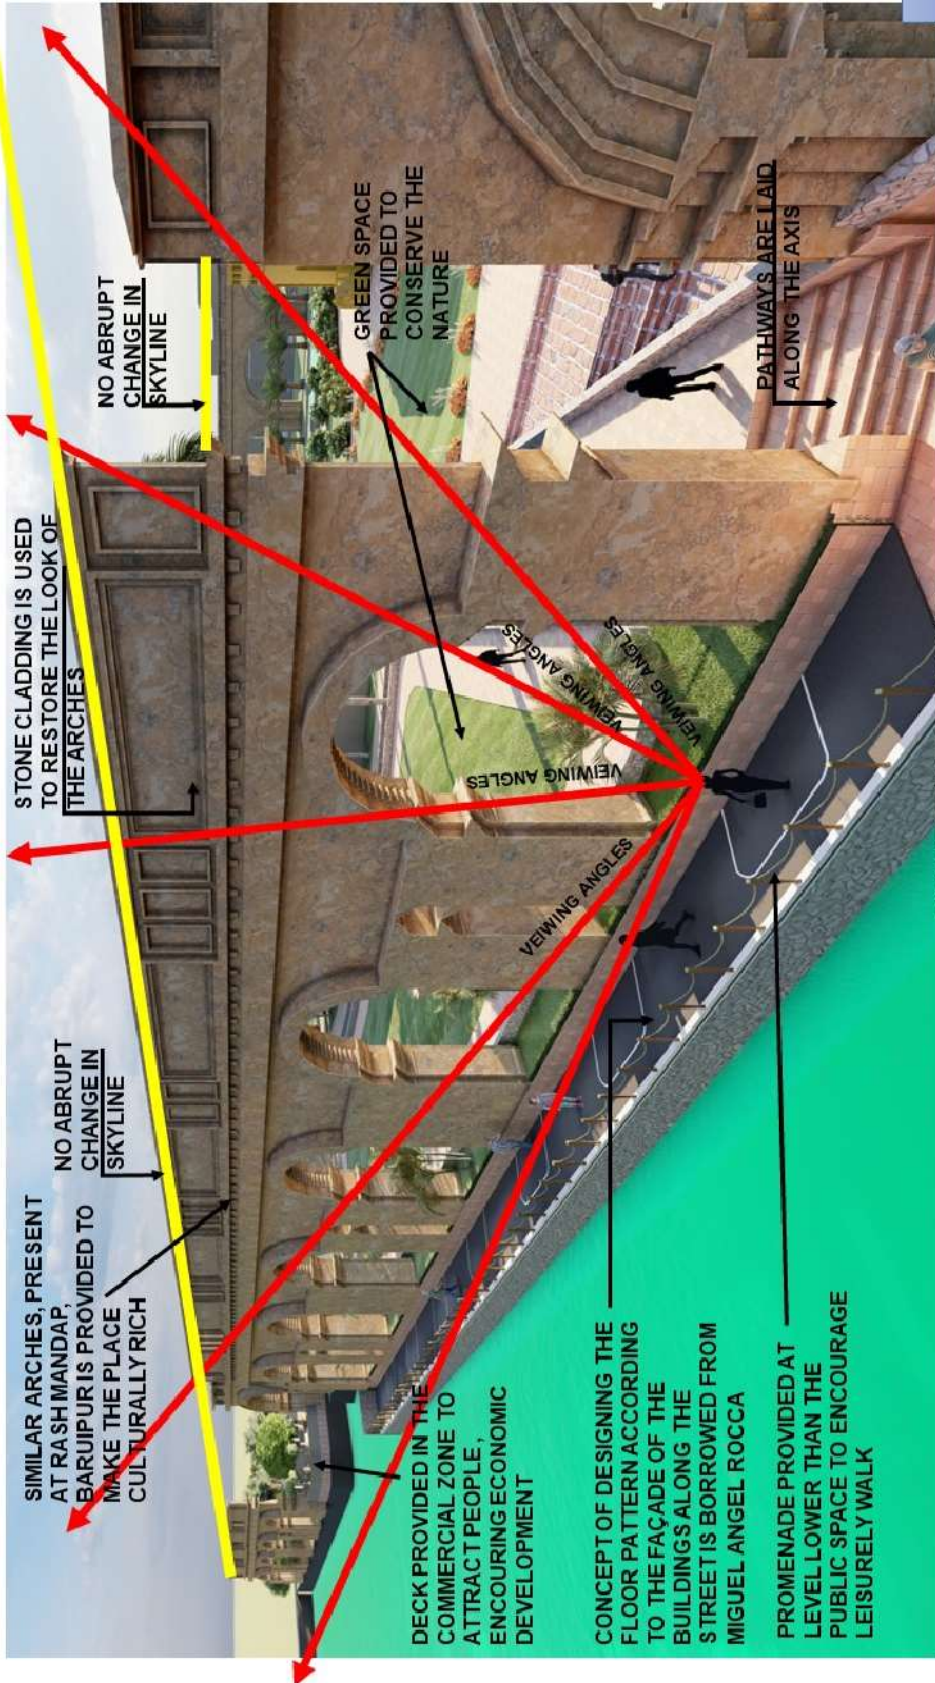 SIMILAR ARCHES, PRESENT
AT RASH MANDAP,
BARUIPUR IS PROVIDED TO
MAKE THE PLACE
CULTURALLY RICH
NO ABRUPT
CHANGE IN
SKYLINE
STONE CLADDING IS USED
TO RESTORE THE LOOK OF
THE ARCHES
NO ABRUPT
CHANGE IN
SKYLINE
GREEN SPACE
PROVIDED TO
CONSERVE THE
NATURE
VEIWING ANGLES
VEIWING ANGLES
VEIWING ANGLES
VEIWING ANGLES
DECK PROVIDED IN THE
COMMERCIAL ZONE TO
ATTRACT PEOPLE,
ENCOURING ECONOMIC
DEVELOPMENT
CONCEPT OF DESIGNING THE
FLOOR PATTERN ACCORDING
TO THE FAÇADE OF THE
BUILDINGS ALONG THE
STREET IS BORROWED FROM
MIGUEL ANGEL ROCCA
PROMENADE PROVIDED AT
LEVEL LOWER THAN THE
PUBLIC SPACE TO ENCOURAGE
LEISURELY WALK
PATHWAYS ARE LAID
ALONG THE AXIS